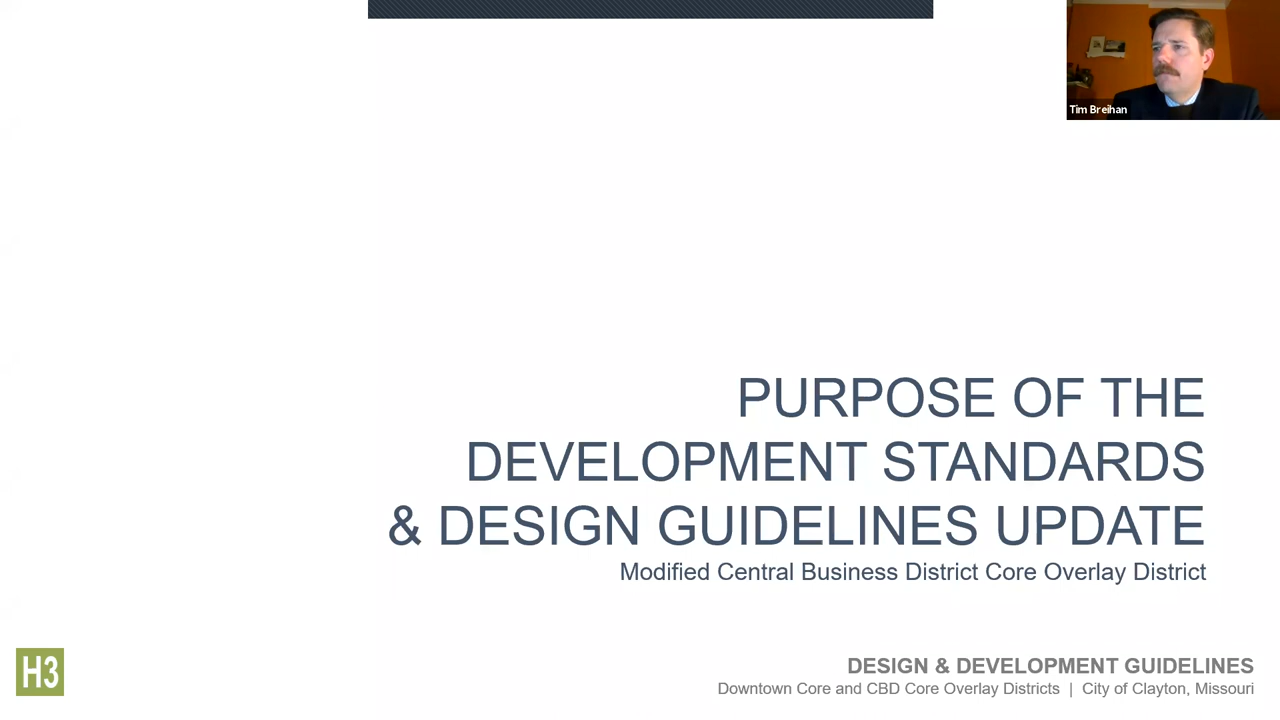 Tim Breihan
PURPOSE OF THE
DEVELOPMENT STANDARDS
& DESIGN GUIDELINES UPDATE
Modified Central Business District Core Overlay District
H3
DESIGN & DEVELOPMENT GUIDELINES
Downtown Core and CBD Core Overlay Districts | City of Clayton, Missouri